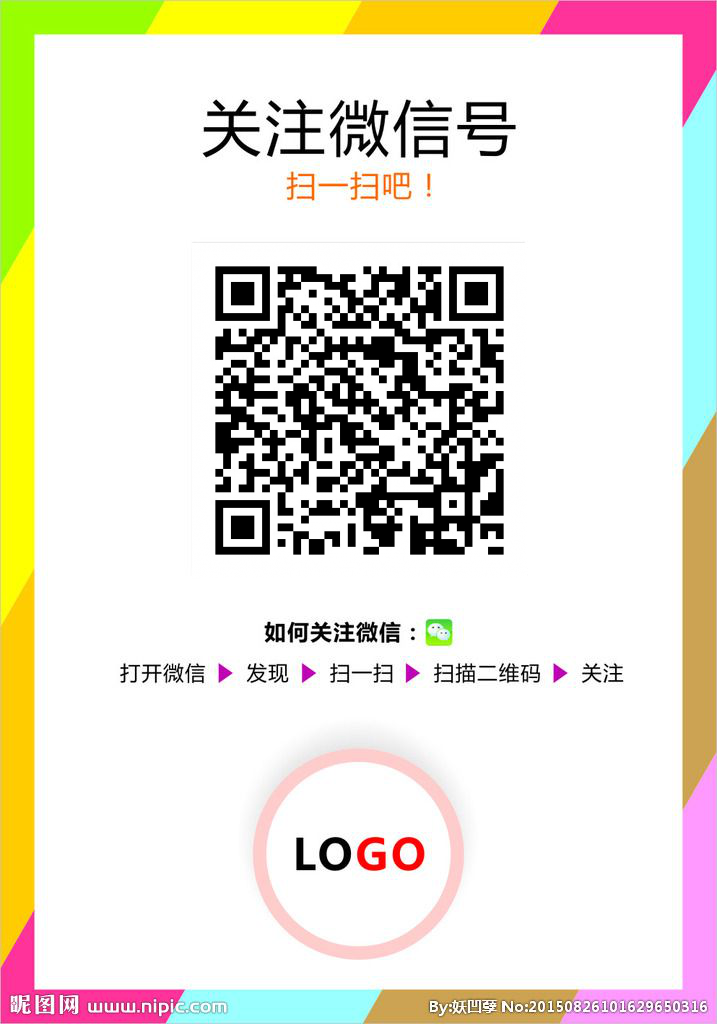 关注微信号
扫一扫吧！
如何关注微信：
打开微信 ▶ 发现 ▶ 扫一扫 ▶ 扫描二维码 ▶ 关注
LOGO
昵图网 www.nipic.com
By:妖凹孽 No:20150826101629650316